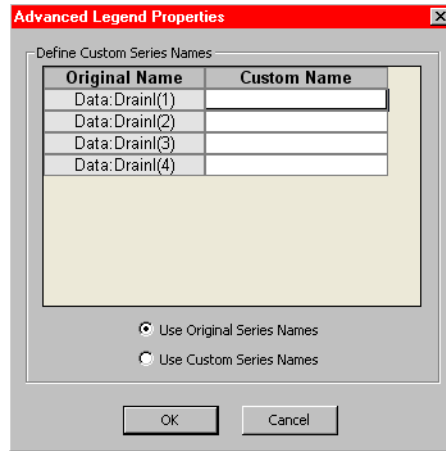 Advanced Legend Properties
Define Custom Series Names
Original Name Custom Name
Data:DrainI(1)
Data:DrainI(2)
Data:DrainI(3)
Data:DrainI(4)
Use Original Series Names
Use Custom Series Names
OK Cancel